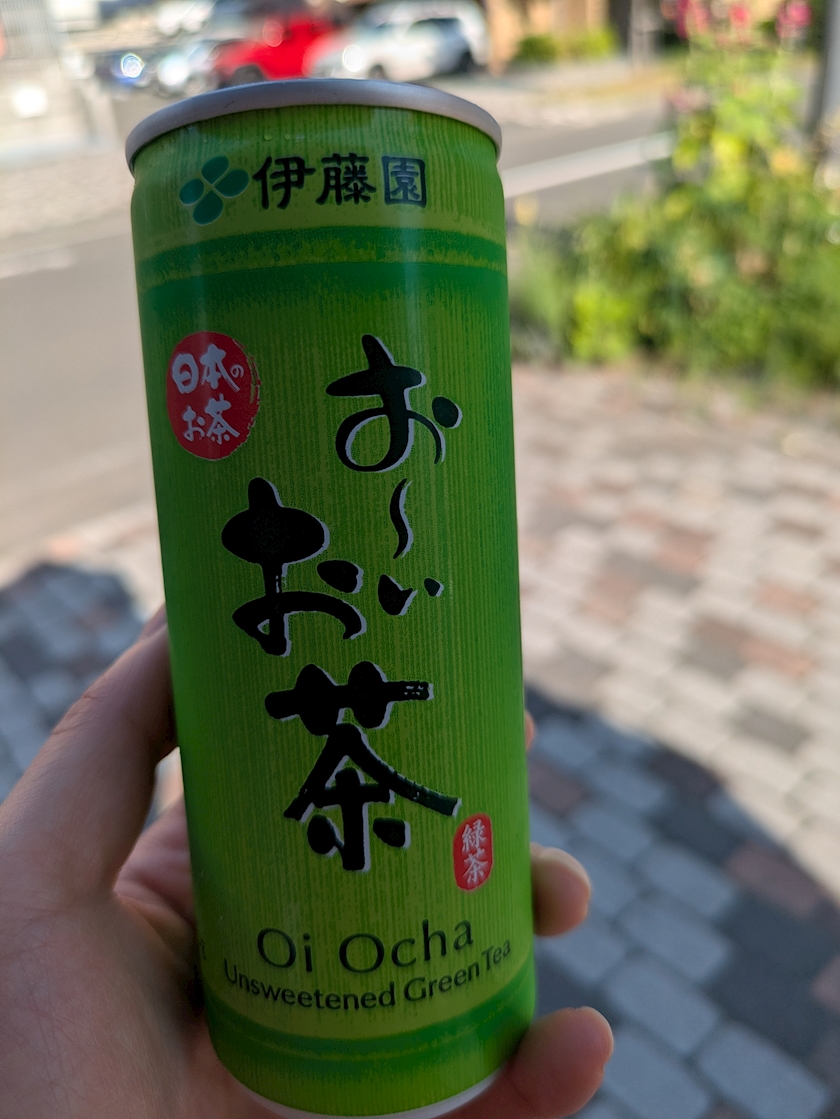 伊藤園
日本の
お茶
お～い
お茶
緑茶
Oi Ocha
Unsweetened Green Tea